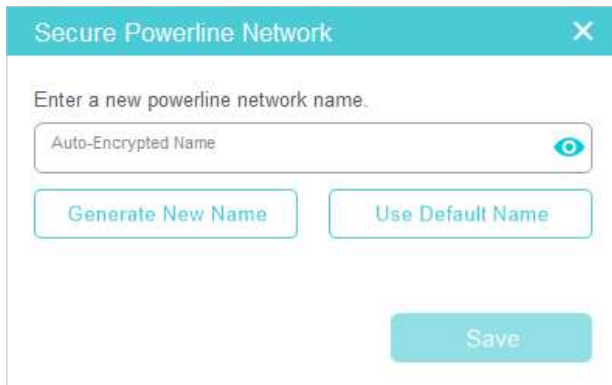 Secure Powerline Network
Enter a new powerline network name.
Auto-Encrypted Name
Generate New Name Use Default Name
Save